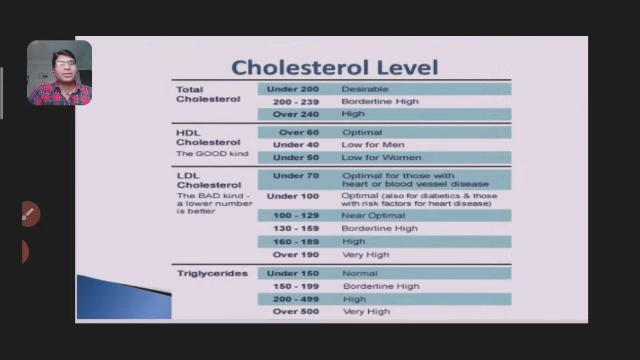 Cholesterol Level
Total Cholesterol
Under 200 Desirable
200 - 239 Borderline High
Over 240 High
HDL Cholesterol
The GOOD kind
Over 60 Optimal
Under 40 Low for Men
Under 50 Low for Women
LDL Cholesterol
The BAD kind -
a lower number
is better
Under 70 Optimal for those with
heart or blood vessel disease
Under 100 Optimal (also for diabetics & those
with risk factors for heart disease)
100 - 129 Near Optimal
130 - 159 Borderline High
160 - 189 High
Over 190 Very High
Triglycerides
Under 150 Normal
150 - 199 Borderline High
200 - 499 High
Over 500 Very High